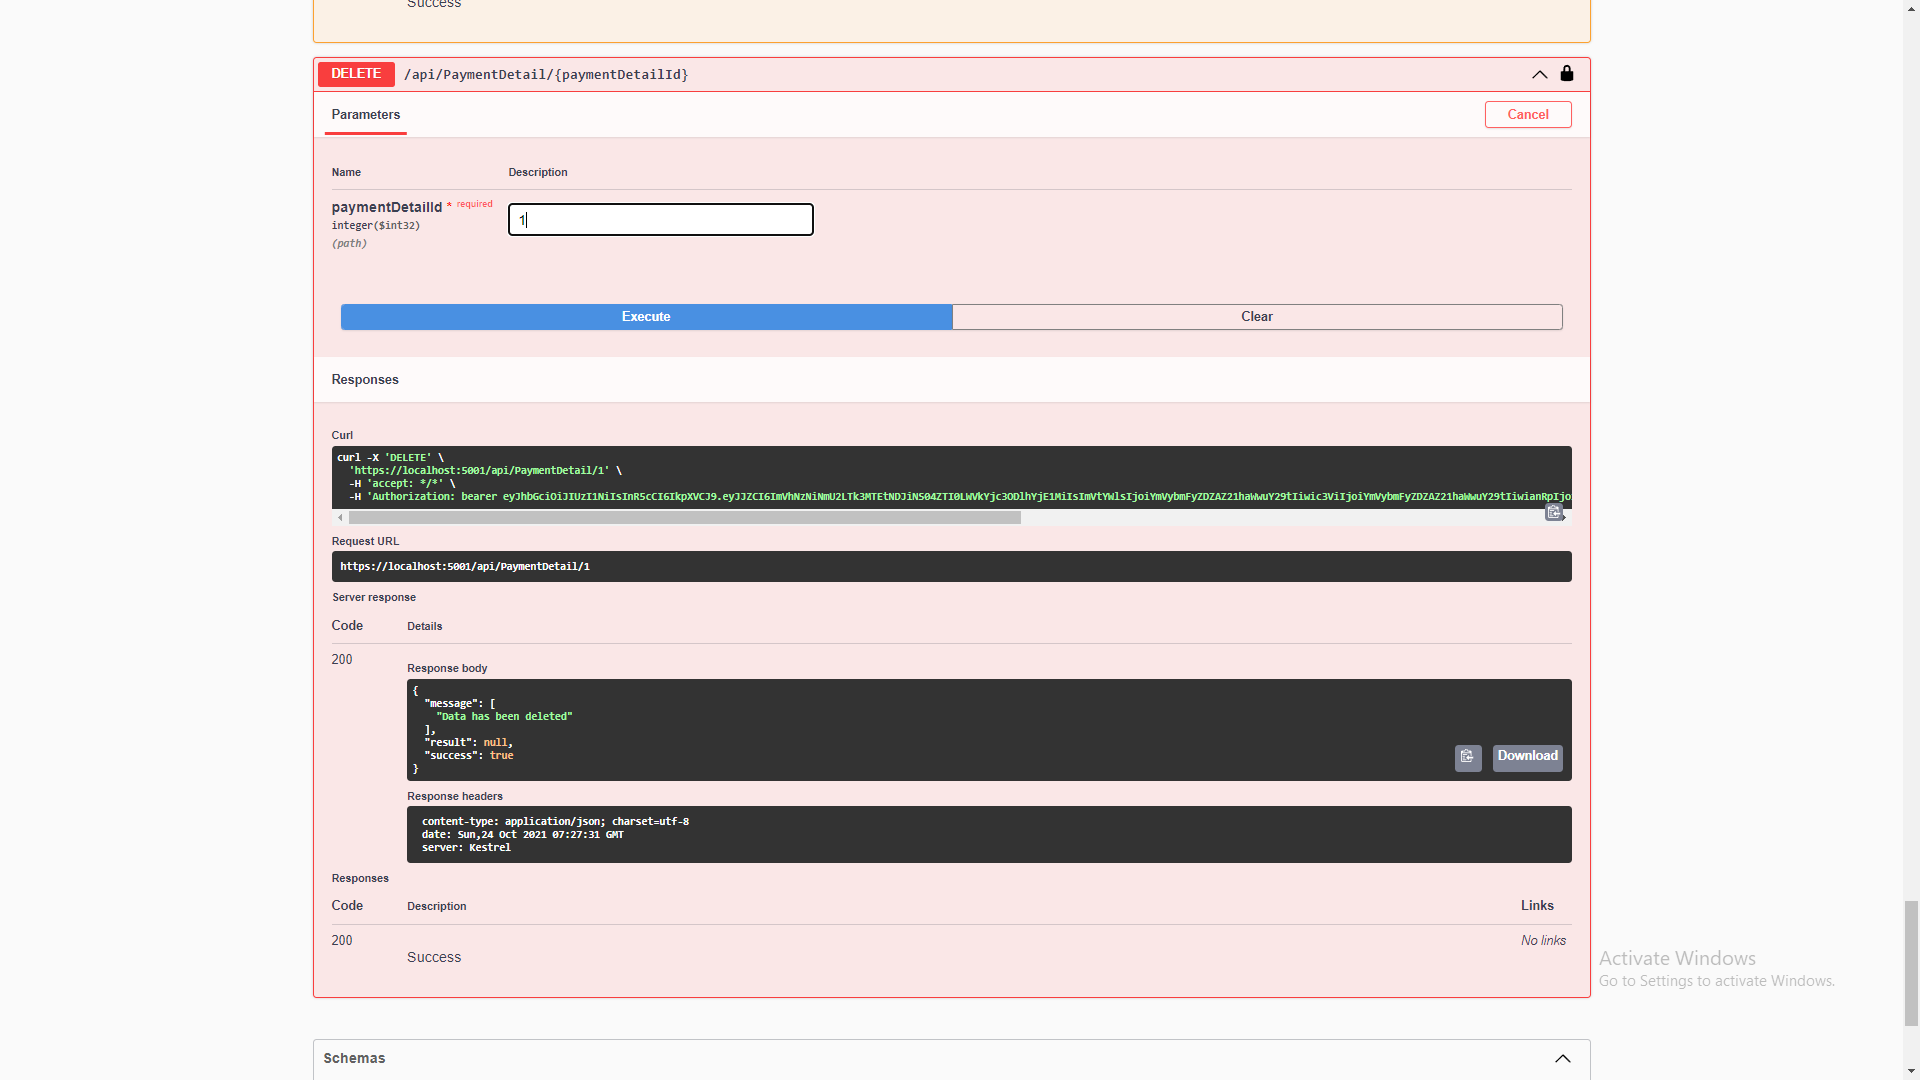 Success
DELETE /api/PaymentDetail/{paymentDetailId}
Parameters
Cancel
Name Description
paymentDetailId * required
integer($int32)
(path)
1
Execute Clear
Responses
Curl
curl -X 'DELETE' \
'https://localhost:5001/api/PaymentDetail/1' \
-H 'accept: */*' \
-H 'Authorization: bearer
Request URL
https://localhost:5001/api/PaymentDetail/1
Server response
Code Details
200
Response body
{
"message": [
"Data has been deleted"
],
"result": null,
"success": true
}
Download
Response headers
content-type: application/json; charset=utf-8
date: Sun,24 Oct 2021 07:27:31 GMT
server: Kestrel
Responses
Code Description Links
200 No links
Success
Activate Windows
Go to Settings to activate Windows.
Schemas